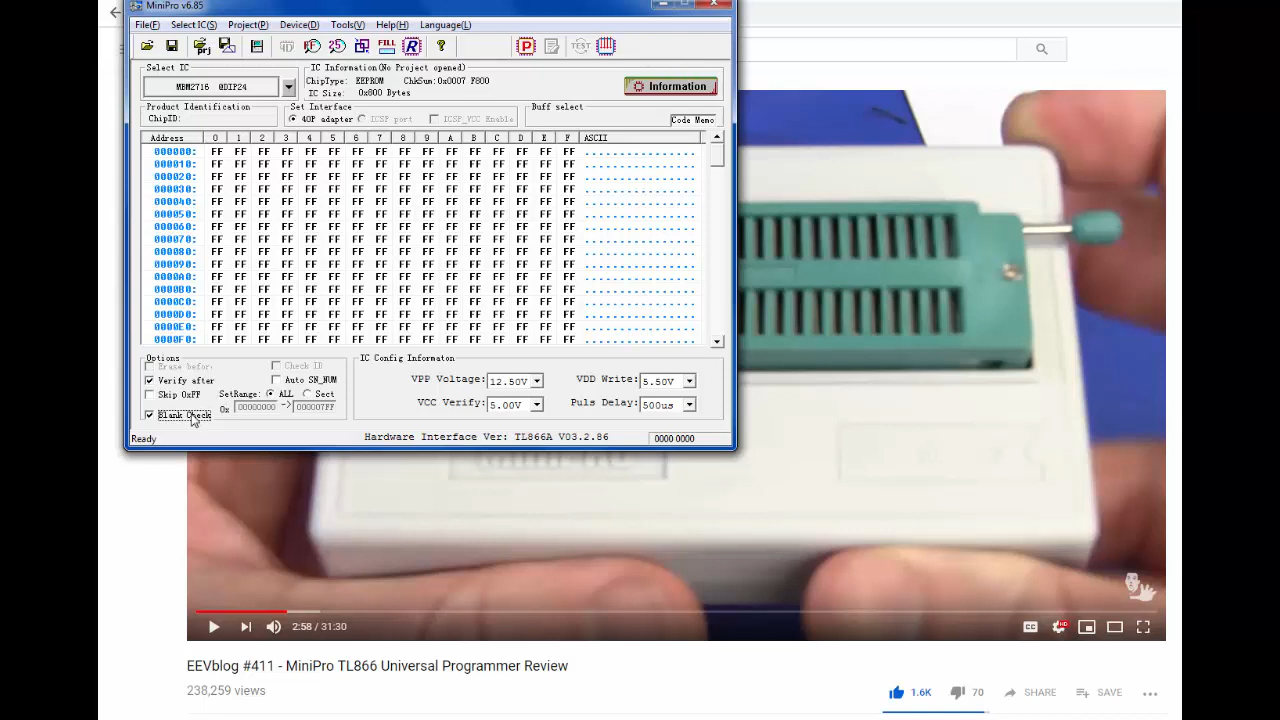 MiniPro v6.85
File(F) Select IC(S) Project(P) Device(D) Tools(V) Help(H) Language(L)
prj 25 FILL R ? P TEST
Select IC
MBM2716 @DIP24
IC Information(No Project opened)
ChipType: EEPROM ChkSum:0x0007 F800
IC Size: 0x800 Bytes
Information
Product Identification
ChipID:
Set Interface
40P adapter ICSP port ICSP_VCC Enable
Buff select
Code Memo
Address 0 1 2 3 4 5 6 7 8 9 A B C D E F ASCII
000000: FF FF FF FF FF FF FF FF FF FF FF FF FF FF FF FF ................
000010: FF FF FF FF FF FF FF FF FF FF FF FF FF FF FF FF ................
000020: FF FF FF FF FF FF FF FF FF FF FF FF FF FF FF FF ................
000030: FF FF FF FF FF FF FF FF FF FF FF FF FF FF FF FF ................
000040: FF FF FF FF FF FF FF FF FF FF FF FF FF FF FF FF ................
000050: FF FF FF FF FF FF FF FF FF FF FF FF FF FF FF FF ................
000060: FF FF FF FF FF FF FF FF FF FF FF FF FF FF FF FF ................
000070: FF FF FF FF FF FF FF FF FF FF FF FF FF FF FF FF ................
000080: FF FF FF FF FF FF FF FF FF FF FF FF FF FF FF FF ................
000090: FF FF FF FF FF FF FF FF FF FF FF FF FF FF FF FF ................
0000A0: FF FF FF FF FF FF FF FF FF FF FF FF FF FF FF FF ................
0000B0: FF FF FF FF FF FF FF FF FF FF FF FF FF FF FF FF ................
0000C0: FF FF FF FF FF FF FF FF FF FF FF FF FF FF FF FF ................
0000D0: FF FF FF FF FF FF FF FF FF FF FF FF FF FF FF FF ................
0000E0: FF FF FF FF FF FF FF FF FF FF FF FF FF FF FF FF ................
0000F0: FF FF FF FF FF FF FF FF FF FF FF FF FF FF FF FF ................
Options
Erase befor Check ID
Verify after Auto SN_NUM
Skip 0xFF SetRange: ALL Sect
0x 00000000 -> 000007FF
Blank Check
IC Config Informaton
VPP Voltage: 12.50V VDD Write: 5.50V
VCC Verify: 5.00V Puls Delay: 500us
Ready Hardware Interface Ver: TL866A V03.2.86 0000 0000
2:58 / 31:30
CC HD
EEVblog #411 - MiniPro TL866 Universal Programmer Review
238,259 views
1.6K 70 SHARE SAVE